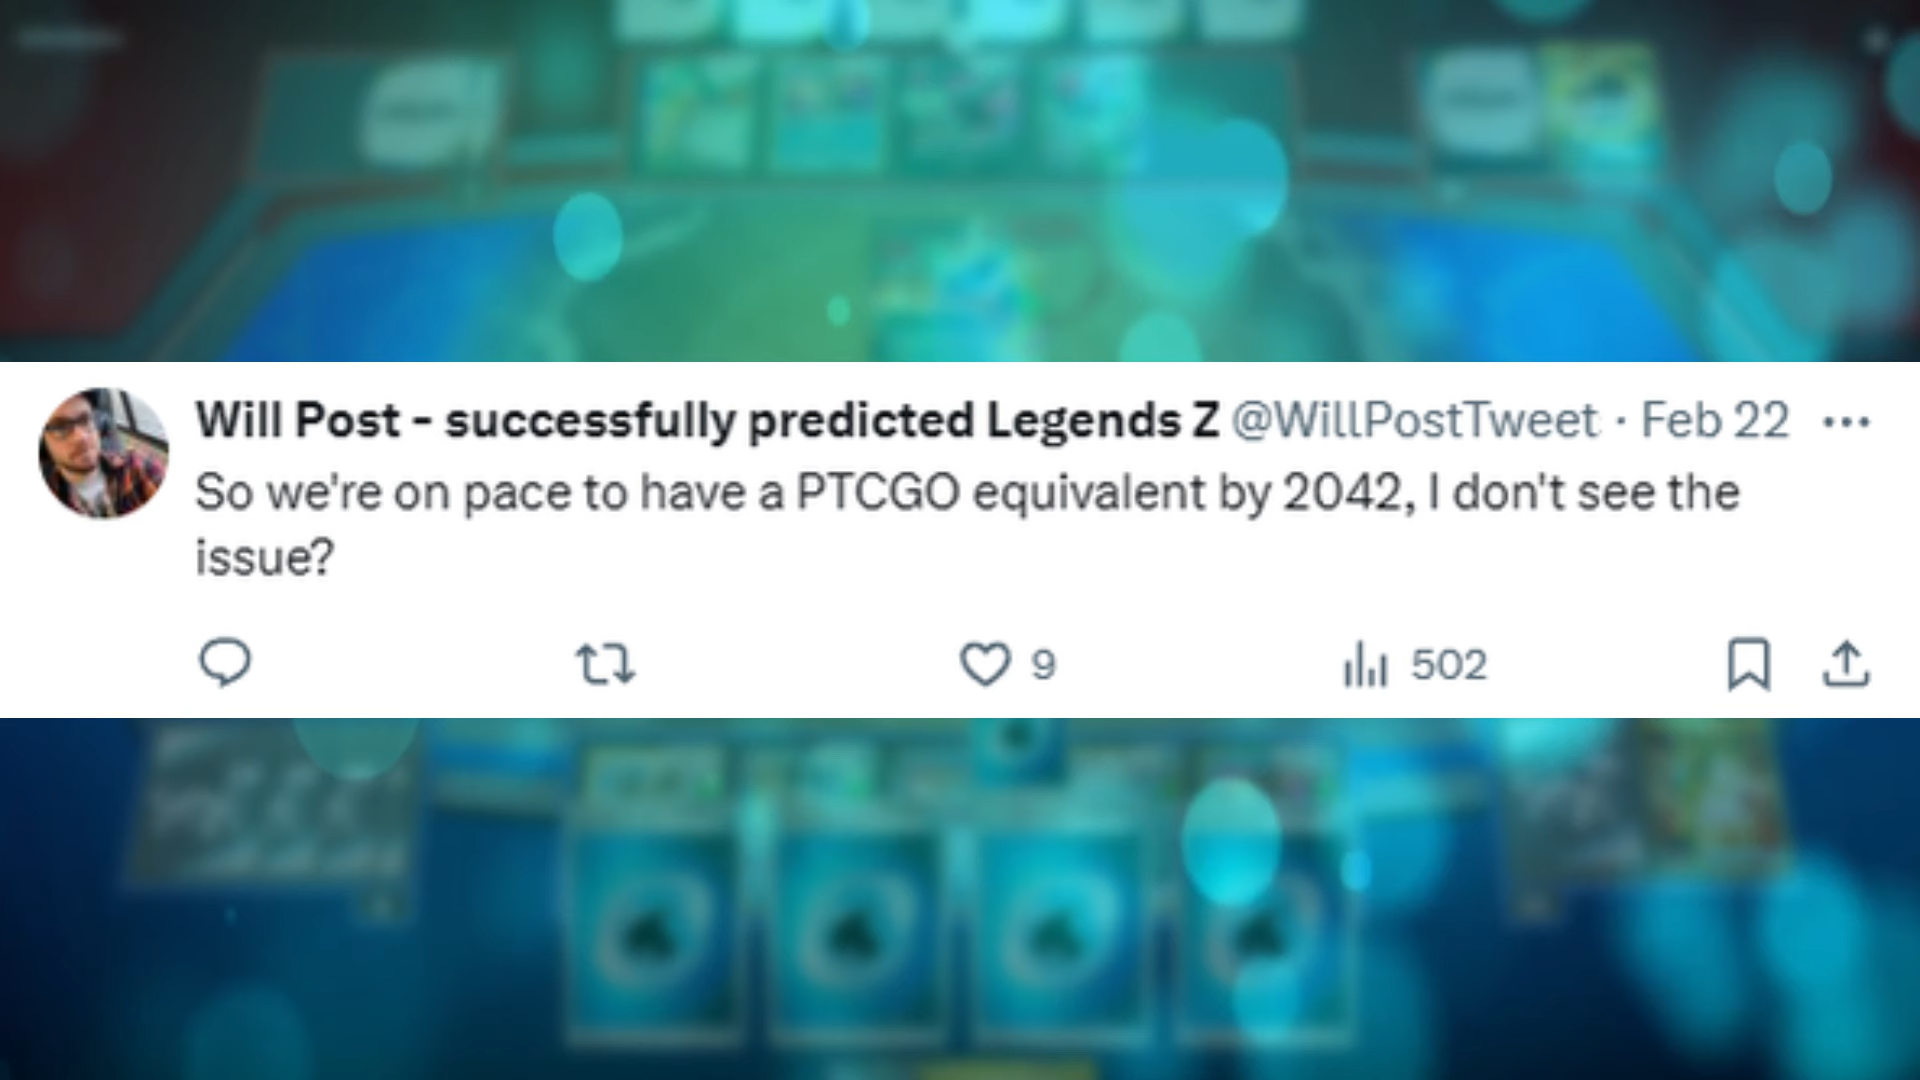 Will Post - successfully predicted Legends Z @WillPostTweet · Feb 22 ...
So we're on pace to have a PTCGO equivalent by 2042, I don't see the
issue?
9 502